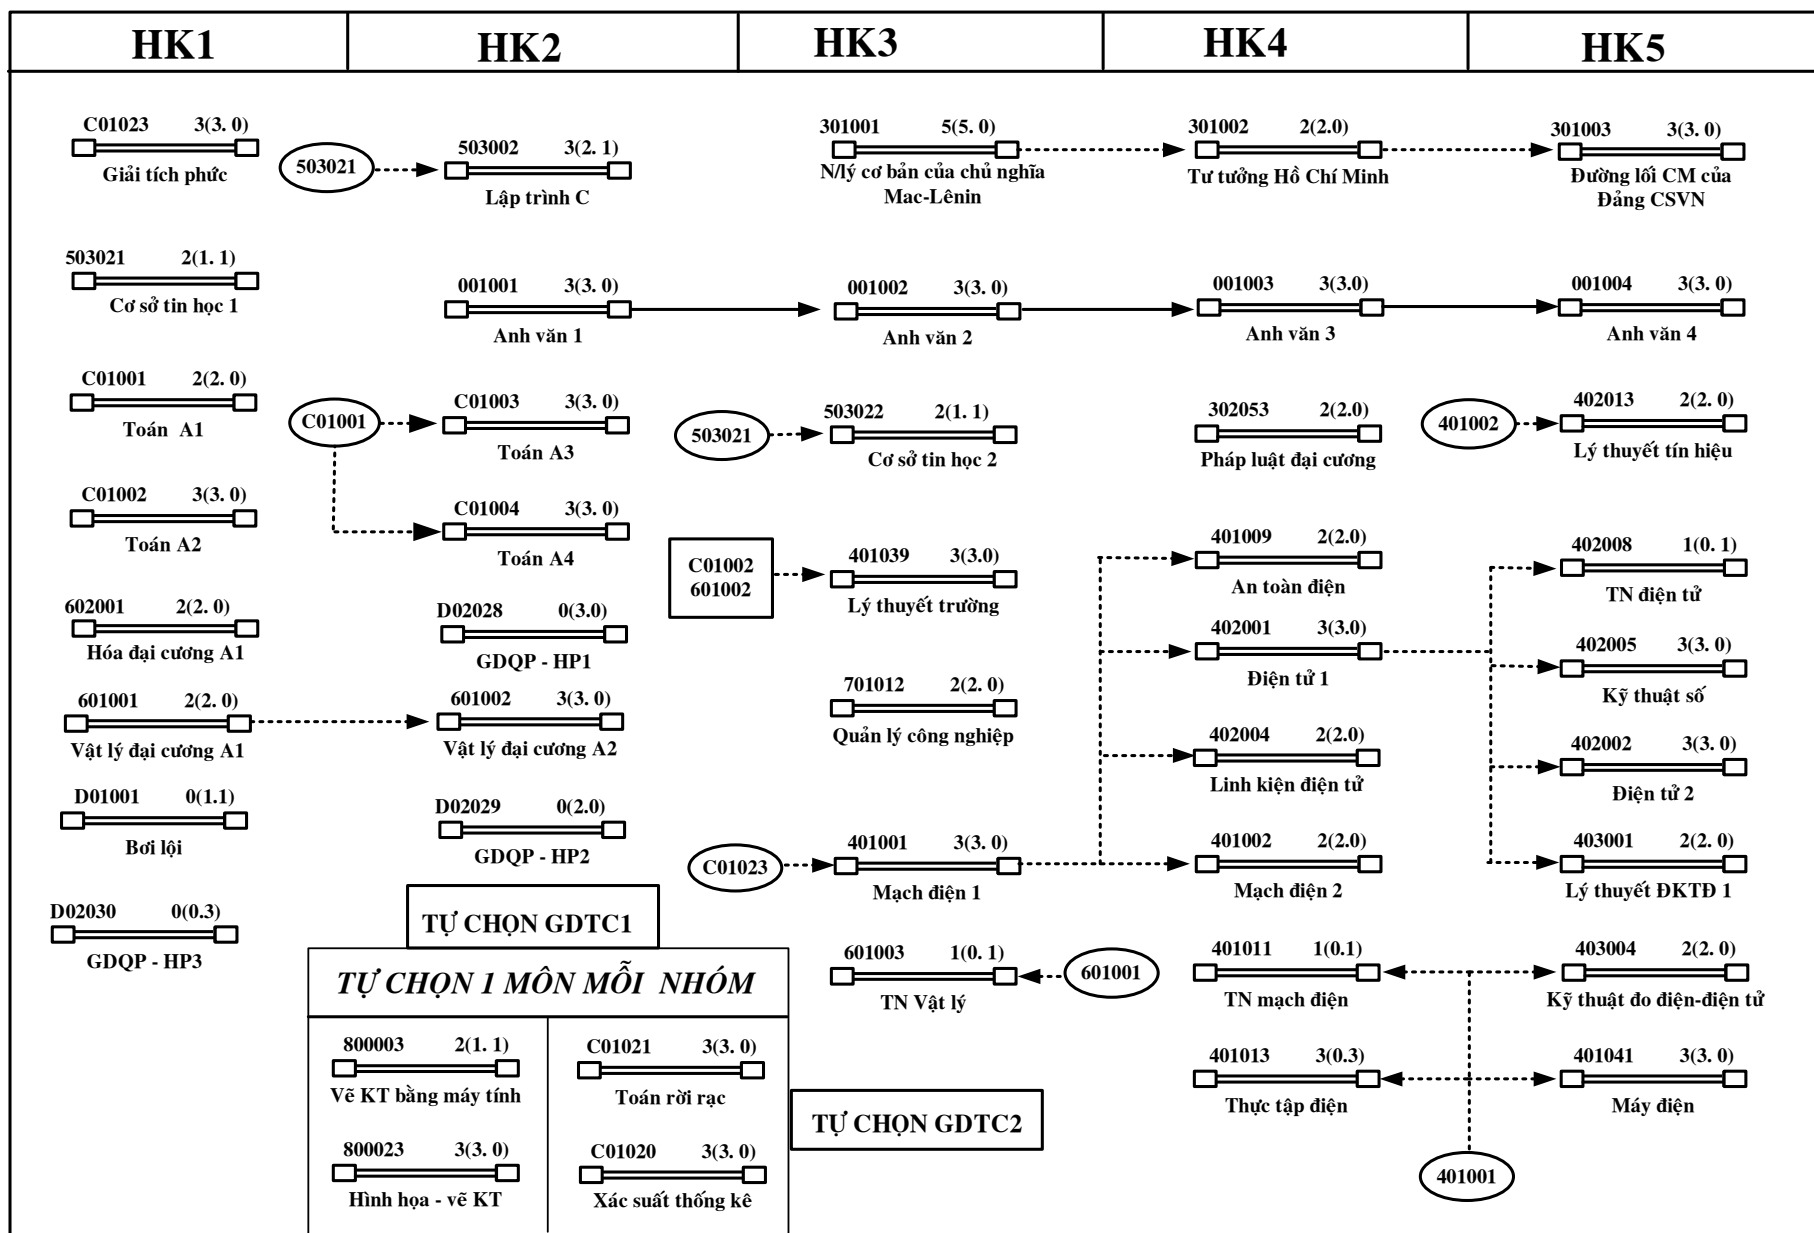 HK1
HK2
HK3
HK4
HK5
C01023 3(3. 0)
Giải tích phức
503021 2(1. 1)
Cơ sở tin học 1
C01001 2(2. 0)
Toán A1
C01002 3(3. 0)
Toán A2
602001 2(2. 0)
Hóa đại cương A1
601001 2(2. 0)
Vật lý đại cương A1
D01001 0(1.1)
Bơi lội
D02030 0(0.3)
GDQP - HP3
503021
503002 3(2. 1)
Lập trình C
001001 3(3. 0)
Anh văn 1
C01001
C01003 3(3. 0)
Toán A3
C01004 3(3. 0)
Toán A4
D02028 0(3.0)
GDQP - HP1
601002 3(3. 0)
Vật lý đại cương A2
D02029 0(2.0)
GDQP - HP2
TỰ CHỌN GDTC1
TỰ CHỌN 1 MÔN MỖI NHÓM
800003 2(1. 1)
Vẽ KT bằng máy tính
800023 3(3. 0)
Hình họa - vẽ KT
C01021 3(3. 0)
Toán rời rạc
C01020 3(3. 0)
Xác suất thống kê
301001 5(5. 0)
N/lý cơ bản của chủ nghĩa
Mac-Lênin
001002 3(3. 0)
Anh văn 2
503021
503022 2(1. 1)
Cơ sở tin học 2
C01002
601002
401039 3(3.0)
Lý thuyết trường
701012 2(2. 0)
Quản lý công nghiệp
C01023
401001 3(3. 0)
Mạch điện 1
601003 1(0. 1)
TN Vật lý
601001
TỰ CHỌN GDTC2
301002 2(2.0)
Tư tưởng Hồ Chí Minh
001003 3(3.0)
Anh văn 3
302053 2(2.0)
Pháp luật đại cương
401009 2(2.0)
An toàn điện
402001 3(3.0)
Điện tử 1
402004 2(2.0)
Linh kiện điện tử
401002 2(2.0)
Mạch điện 2
401011 1(0.1)
TN mạch điện
401013 3(0.3)
Thực tập điện
301003 3(3. 0)
Đường lối CM của
Đảng CSVN
001004 3(3. 0)
Anh văn 4
401002
402013 2(2. 0)
Lý thuyết tín hiệu
402008 1(0. 1)
TN điện tử
402005 3(3. 0)
Kỹ thuật số
402002 3(3. 0)
Điện tử 2
403001 2(2. 0)
Lý thuyết ĐKTĐ 1
403004 2(2. 0)
Kỹ thuật đo điện-điện tử
401041 3(3. 0)
Máy điện
401001